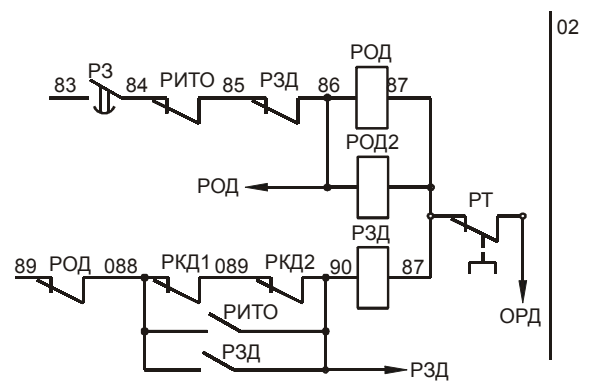 РОД
02
83 РЗ 84 РИТО 85 РЗД 86 87
РОД2
РОД
РТ
РЗД
89 РОД 088 РКД1 089 РКД2 90 87
РИТО
ОРД
РЗД
РЗД